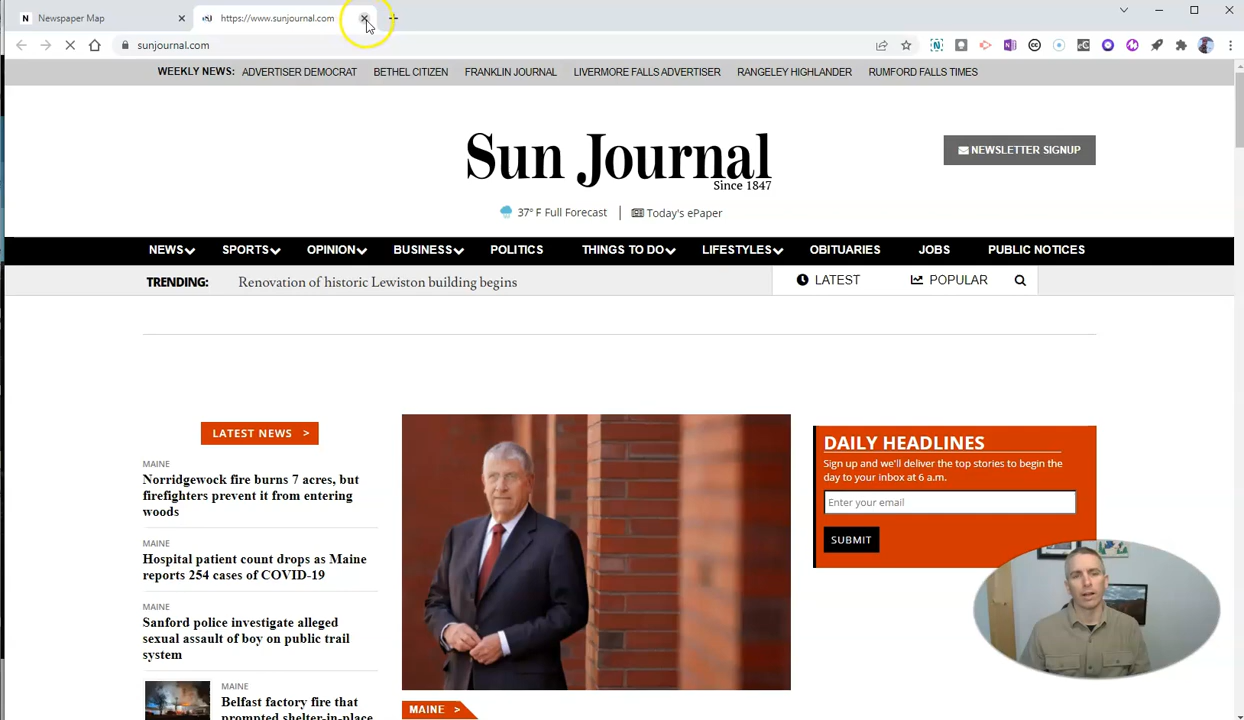 Newspaper Map
https://www.sunjournal.com
sunjournal.com
WEEKLY NEWS: ADVERTISER DEMOCRAT BETHEL CITIZEN FRANKLIN JOURNAL LIVERMORE FALLS ADVERTISER RANGELEY HIGHLANDER RUMFORD FALLS TIMES
Sun Journal
Since 1847
NEWSLETTER SIGNUP
37° F Full Forecast | Today's ePaper
NEWS SPORTS OPINION BUSINESS POLITICS THINGS TO DO LIFESTYLES OBITUARIES JOBS PUBLIC NOTICES
TRENDING: Renovation of historic Lewiston building begins
LATEST POPULAR
LATEST NEWS >
MAINE
Norridgewock fire burns 7 acres, but
firefighters prevent it from entering
woods
MAINE
Hospital patient count drops as Maine
reports 254 cases of COVID-19
MAINE
Sanford police investigate alleged
sexual assault of boy on public trail
system
MAINE
Belfast factory fire that
prompted shelter-in-place
MAINE >
DAILY HEADLINES
Sign up and we'll deliver the top stories to begin the
day to your inbox at 6 a.m.
Enter your email
SUBMIT